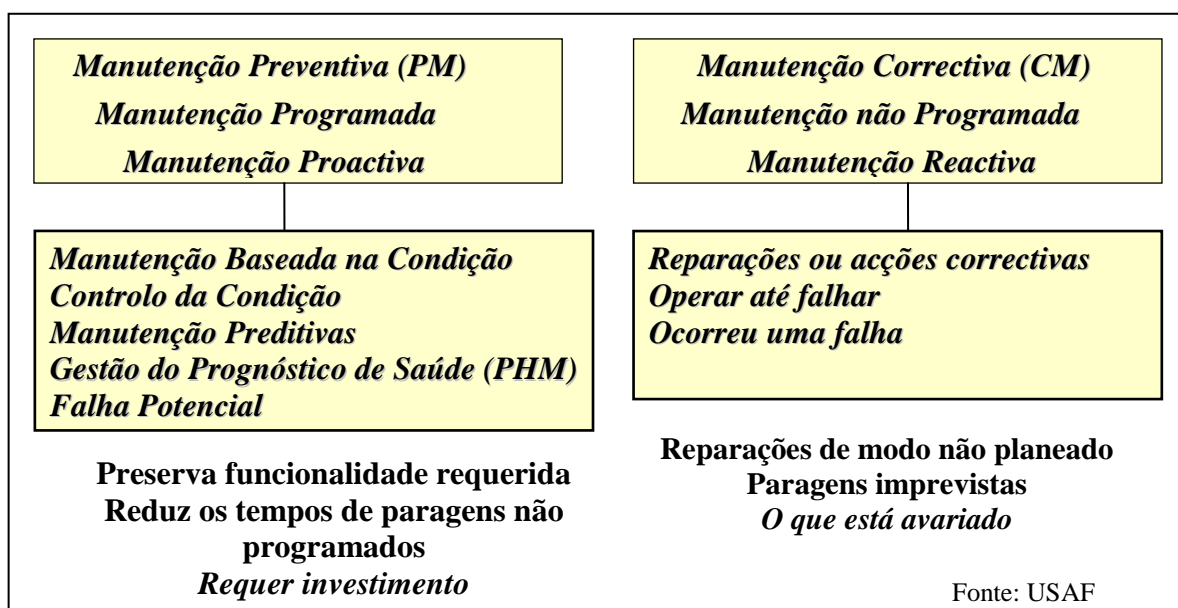 Manutenção Preventiva (PM)
Manutenção Programada
Manutenção Proactiva
Manutenção Baseada na Condição
Controlo da Condição
Manutenção Preditivas
Gestão do Prognóstico de Saúde (PHM)
Falha Potencial
Preserva funcionalidade requerida
Reduz os tempos de paragens não
programados
Requer investimento
Manutenção Correctiva (CM)
Manutenção não Programada
Manutenção Reactiva
Reparações ou acções correctivas
Operar até falhar
Ocorreu uma falha
Reparações de modo não planeado
Paragens imprevistas
O que está avariado
Fonte: USAF